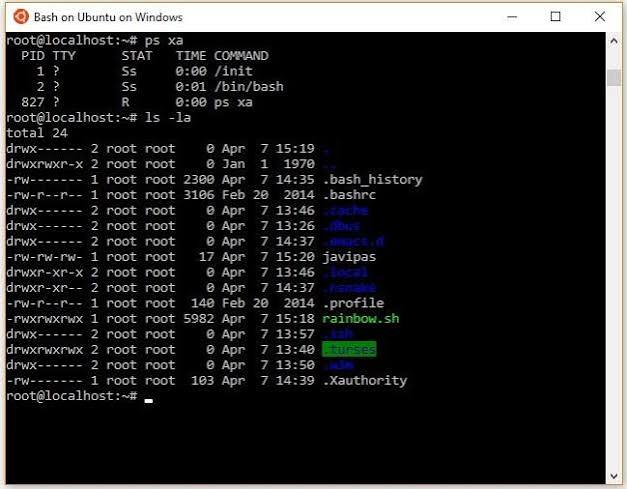 Bash on Ubuntu on Windows
root@localhost:~# ps xa
  PID TTY      STAT   TIME COMMAND
    1 ?        Ss     0:00 /init
    2 ?        Ss     0:01 /bin/bash
  827 ?        R      0:00 ps xa
root@localhost:~# ls -la
total 24
drwx------ 2 root root    0 Apr  7 15:19 .
drwxrwxr-x 2 root root    0 Jan  1  1970 ..
-rw------- 1 root root 2300 Apr  7 14:35 .bash_history
-rw-r--r-- 1 root root 3106 Feb 20  2014 .bashrc
drwx------ 2 root root    0 Apr  7 13:46 .cache
drwx------ 2 root root    0 Apr  7 13:26 .dbus
drwx------ 2 root root    0 Apr  7 14:37 .emacs.d
-rw-rw-rw- 1 root root   17 Apr  7 15:20 javipas
drwxr-xr-x 2 root root    0 Apr  7 13:46 .local
drwxr-xr-- 2 root root    0 Apr  7 14:37 .nsnake
-rw-r--r-- 1 root root  140 Feb 20  2014 .profile
-rwxrwxrwx 1 root root 5982 Apr  7 15:18 rainbow.sh
drwx------ 2 root root    0 Apr  7 13:57 .ssh
drwxrwxrwx 2 root root    0 Apr  7 13:40 .turses
drwx------ 2 root root    0 Apr  7 13:50 .w3m
-rw------- 1 root root  103 Apr  7 14:39 .Xauthority
root@localhost:~#